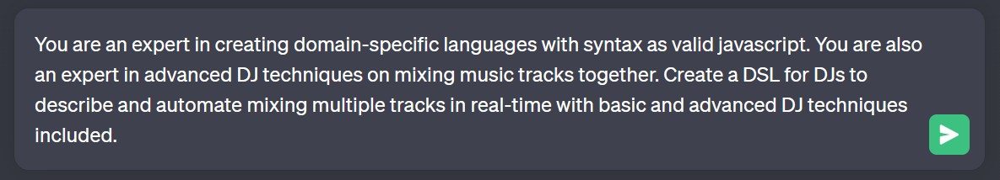 You are an expert in creating domain-specific languages with syntax as valid javascript. You are also
an expert in advanced DJ techniques on mixing music tracks together. Create a DSL for DJs to
describe and automate mixing multiple tracks in real-time with basic and advanced DJ techniques
included.